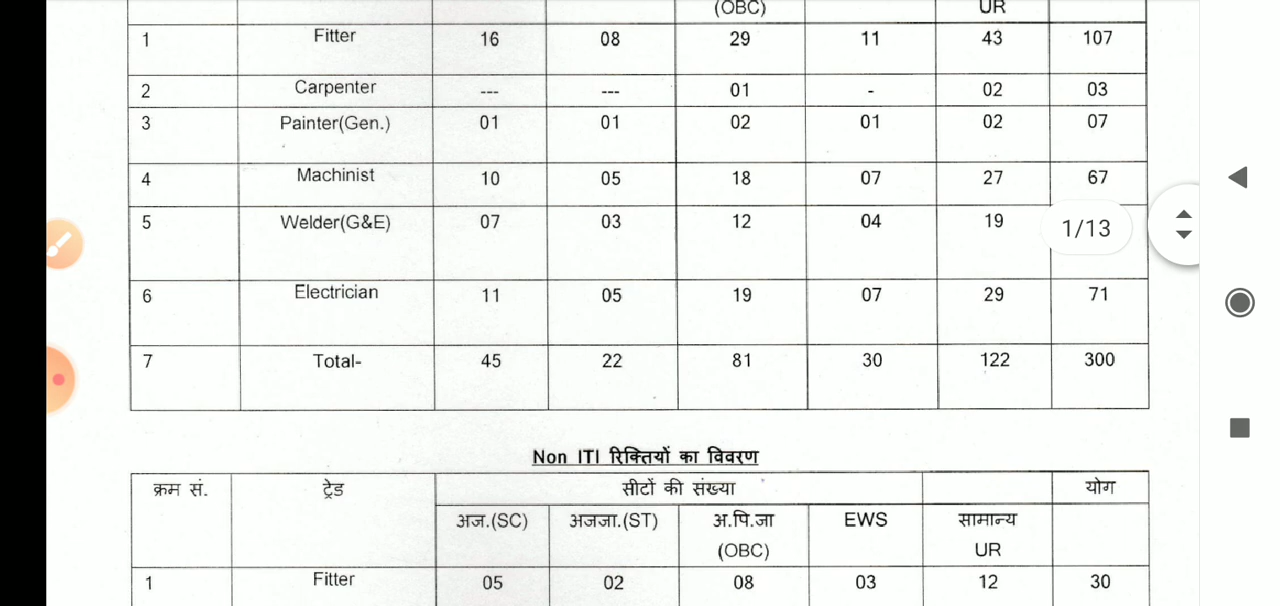 (OBC) UR
1 Fitter 16 08 29 11 43 107
2 Carpenter --- --- 01 - 02 03
3 Painter(Gen.) 01 01 02 01 02 07
4 Machinist 10 05 18 07 27 67
5 Welder(G&E) 07 03 12 04 19
1/13
6 Electrician 11 05 19 07 29 71
7 Total- 45 22 81 30 122 300
Non ITI रिक्तियों का विवरण
क्रम सं. ट्रेड सीटों की संख्या योग
अज.(SC) अजजा.(ST) अ.पि.जा EWS सामान्य
(OBC) UR
1 Fitter 05 02 08 03 12 30